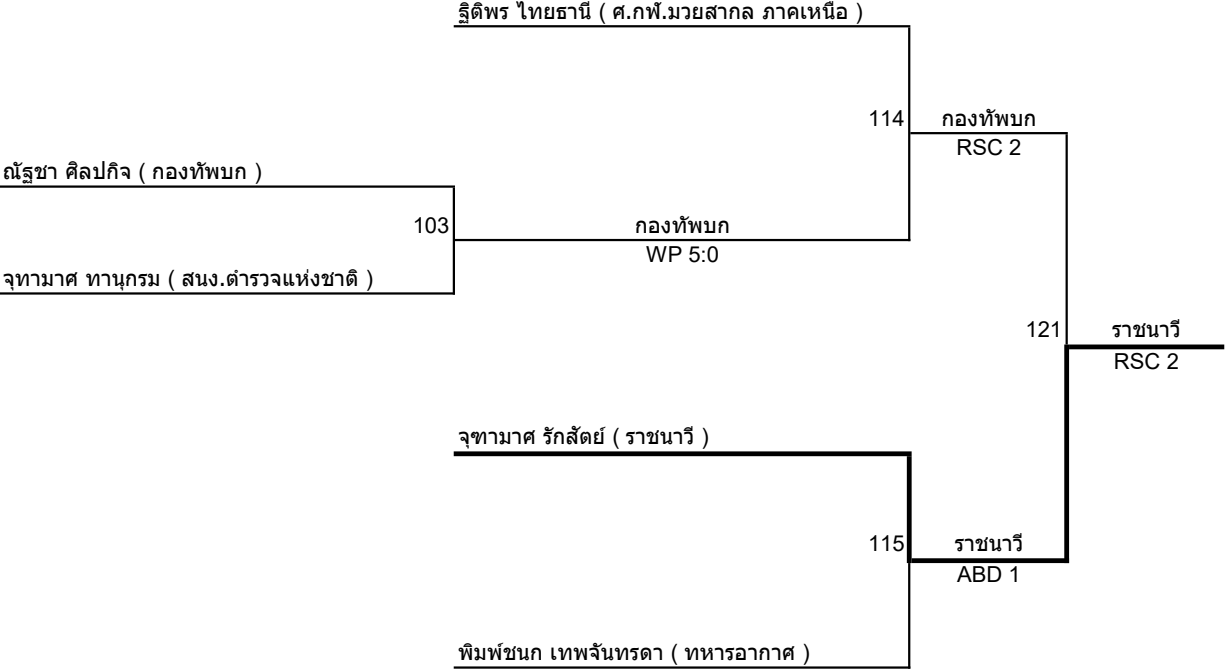 ฐิติพร ไทยธานี ( ศ.กฬ.มวยสากล ภาคเหนือ )
114
กองทัพบก
RSC 2
ณัฐชา ศิลปกิจ ( กองทัพบก )
103
กองทัพบก
WP 5:0
จุทามาศ ทานุกรม ( สนง.ตำรวจแห่งชาติ )
121
ราชนาวี
RSC 2
จุฑามาศ รักสัตย์ ( ราชนาวี )
115
ราชนาวี
ABD 1
พิมพ์ชนก เทพจันทรดา ( ทหารอากาศ )